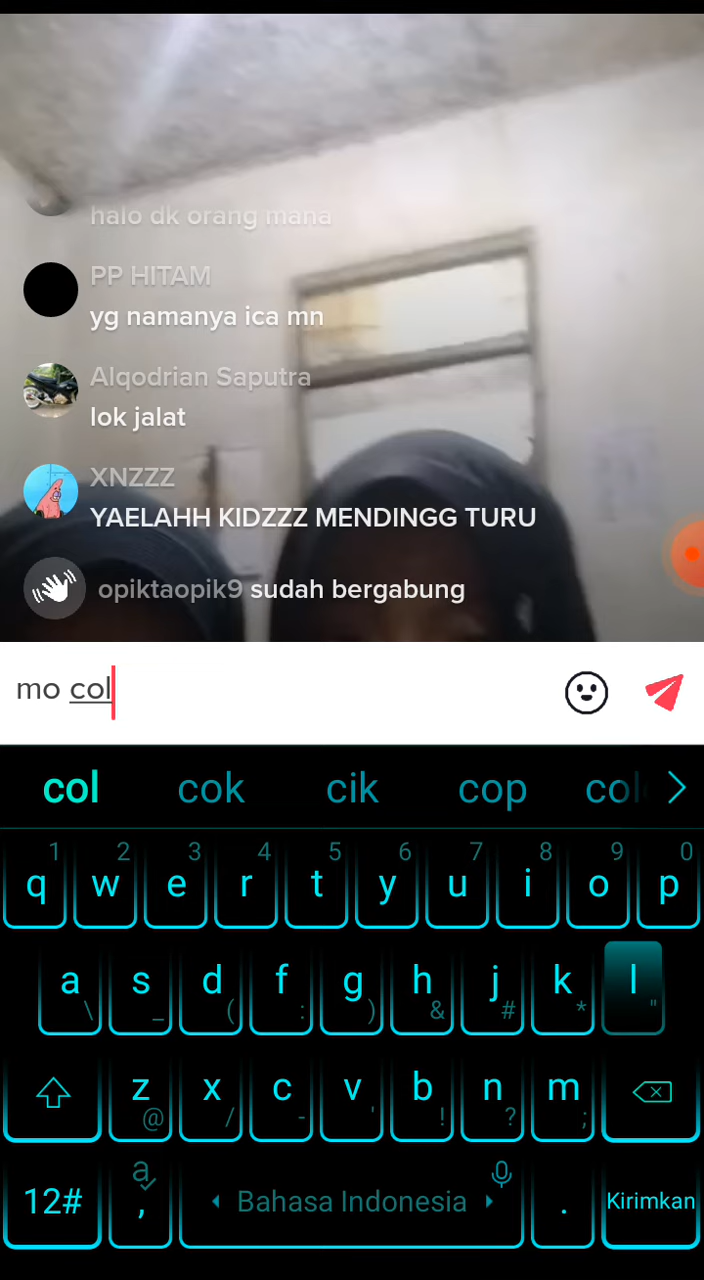 halo dk orang mana
PP HITAM
yg namanya ica mn
Alqodrian Saputra
lok jalat
XNZZZ
YAELAHH KIDZZZ MENDINGG TURU
opiktaopik9 sudah bergabung
mo col
col cok cik cop col
1 2 3 4 5 6 7 8 9 0
q w e r t y u i o p
a s d f g h j k l
\ _ ( : ) & # * "
z x c v b n m
@ / - ' ! ? ;
a
12# , Bahasa Indonesia . Kirimkan